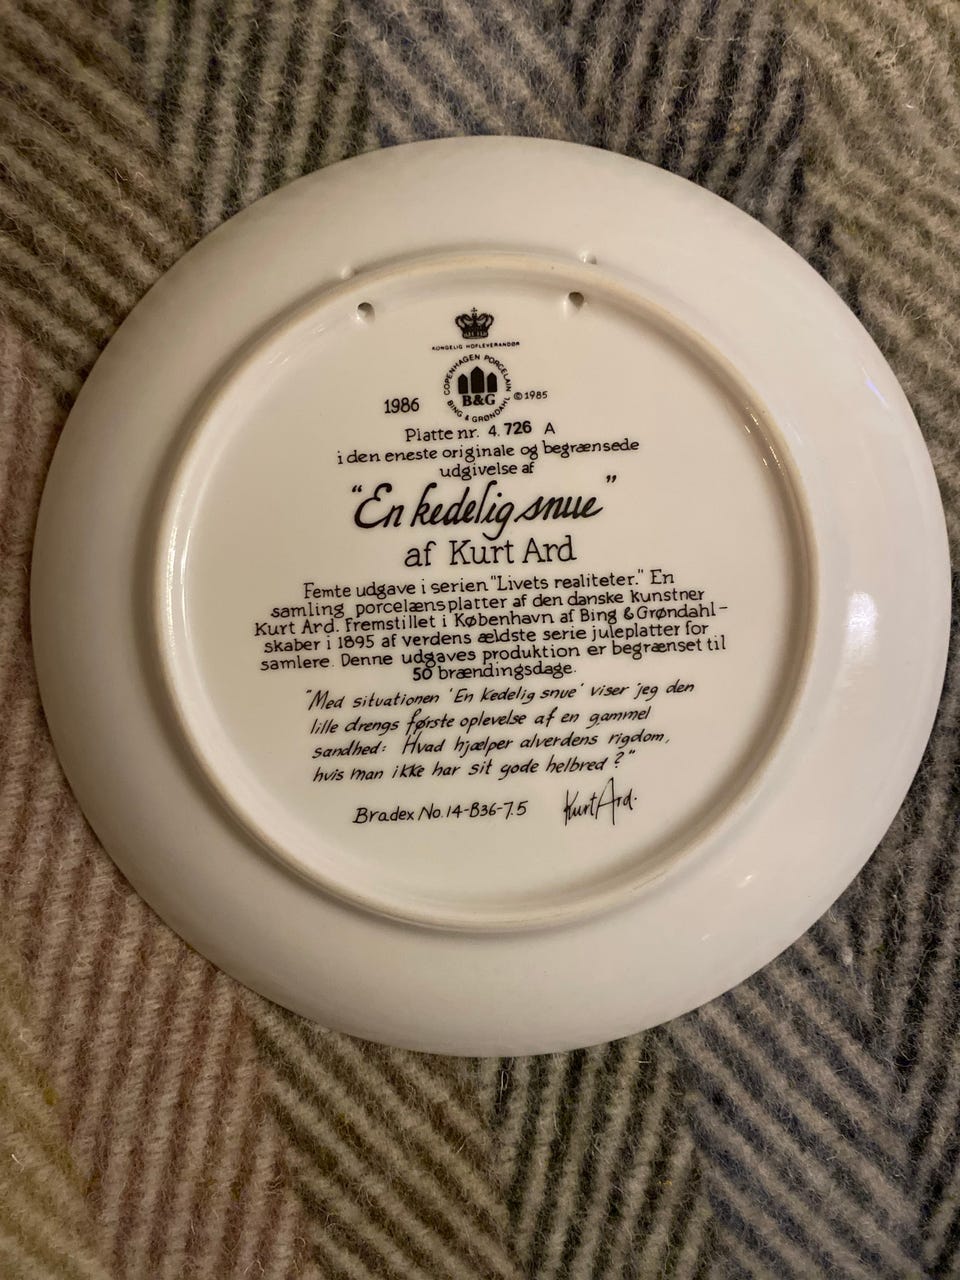 KONGELIG HOFLEVERANDØR
COPENHAGEN PORCELAIN
BING & GRØNDAHL
B&G
©1985
1986
Platte nr. 4.726 A
i den eneste originale og begrænsede
udgivelse af
"En kedelig snue"
af Kurt Ard
Femte udgave i serien "Livets realiteter." En
samling porcelænsplatter af den danske kunstner
Kurt Ard. Fremstillet i København af Bing & Grøndahl-
skaber i 1895 af verdens ældste serie juleplatter for
samlere. Denne udgaves produktion er begrænset til
50 brændingsdage.
"Med situationen 'En kedelig snue' viser jeg den
lille drengs første oplevelse af en gammel
sandhed: Hvad hjælper alverdens rigdom,
hvis man ikke har sit gode helbred?"
Bradex No. 14-B36-7.5
Kurt Ard.